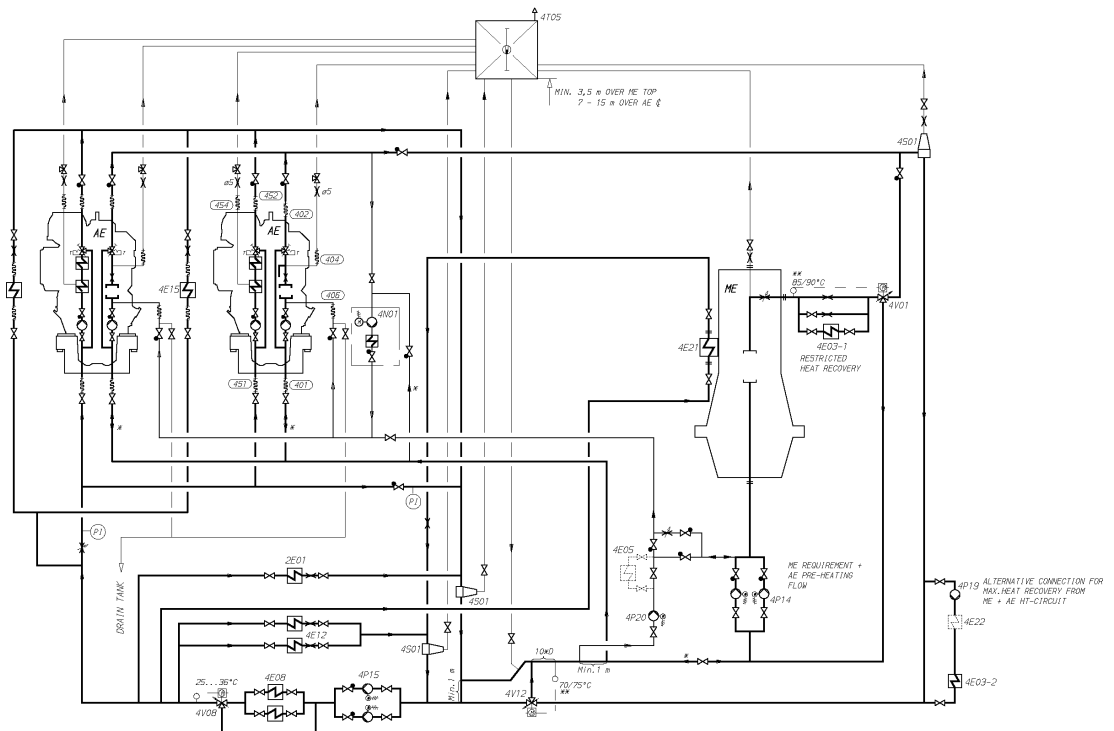 4T05
MIN. 3,5 m OVER ME TOP
7 - 15 m OVER AE ℄
4S01
ø5
ø5
454
452
402
AE
AE
404
406
4E15
4N01
4E21
ME
**
85/90°C
4V01
4E03-1
RESTRICTED
HEAT RECOVERY
451
401
*
*
*
PI
PI
DRAIN TANK
2E01
4S01
4E12
4S01
4E05
4P20
4P14
ME REQUIREMENT +
AE PRE-HEATING
FLOW
4P19
ALTERNATIVE CONNECTION FOR
MAX.HEAT RECOVERY FROM
ME + AE HT-CIRCUIT
4E22
4E03-2
25...36°C
4V08
4E08
4P15
Min.1 m
10*D
Min.1 m
*
70/75°C
**
4V12